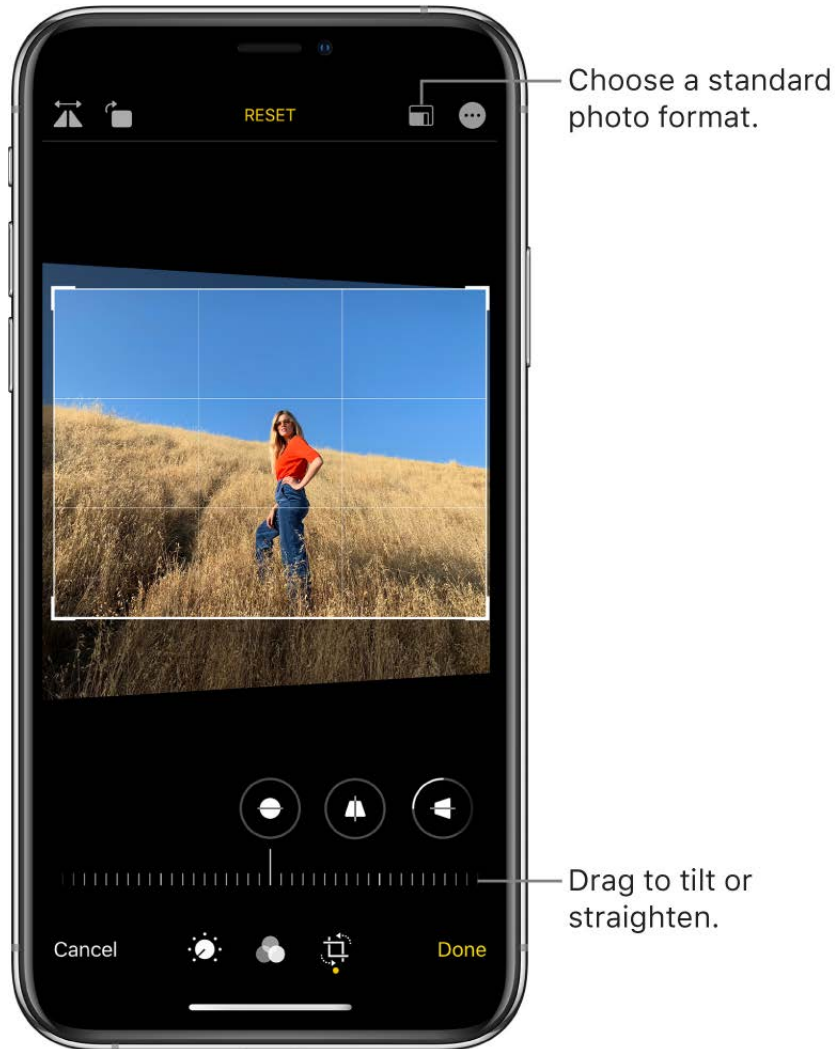 Choose a standard
photo format.
RESET
Drag to tilt or
straighten.
Cancel
Done